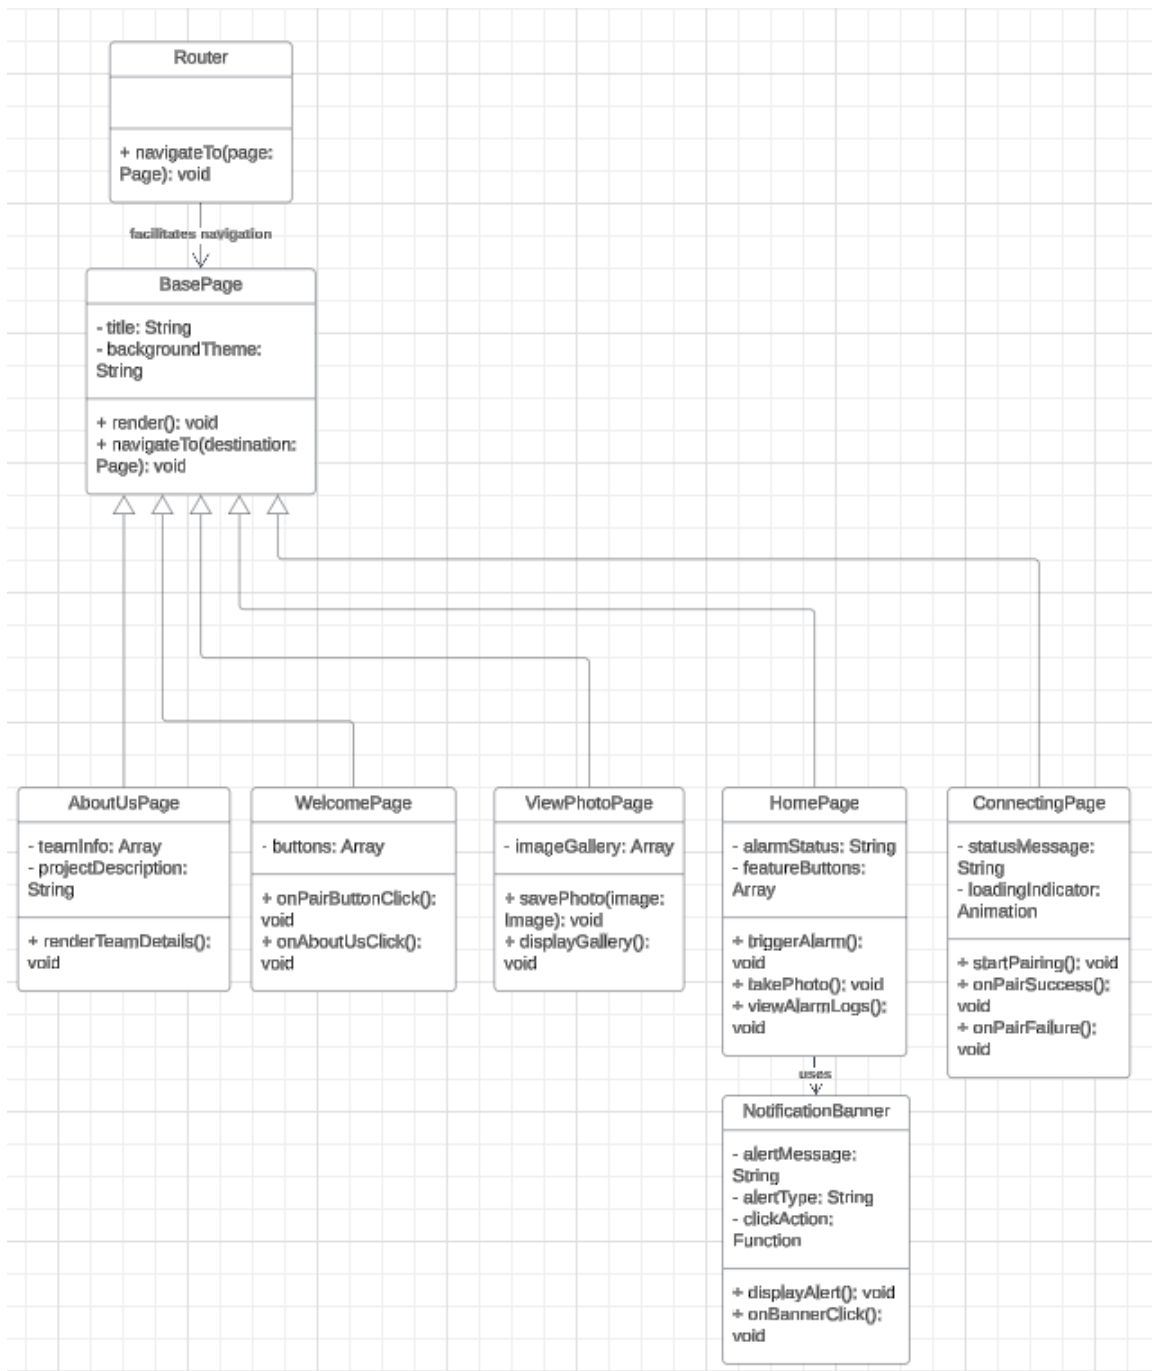 Router
+ navigateTo(page:
Page): void
facilitates navigation
BasePage
- title: String
- backgroundTheme:
String
+ render(): void
+ navigateTo(destination:
Page): void
AboutUsPage
- teamInfo: Array
- projectDescription:
String
+ renderTeamDetails():
void
WelcomePage
- buttons: Array
+ onPairButtonClick():
void
+ onAboutUsClick():
void
ViewPhotoPage
- imageGallery: Array
+ savePhoto(image:
Image): void
+ displayGallery():
void
HomePage
- alarmStatus: String
- featureButtons:
Array
+ triggerAlarm():
void
+ takePhoto(): void
+ viewAlarmLogs():
void
ConnectingPage
- statusMessage:
String
- loadingIndicator:
Animation
+ startPairing(): void
+ onPairSuccess():
void
+ onPairFailure():
void
uses
NotificationBanner
- alertMessage:
String
- alertType: String
- clickAction:
Function
+ displayAlert(): void
+ onBannerClick():
void